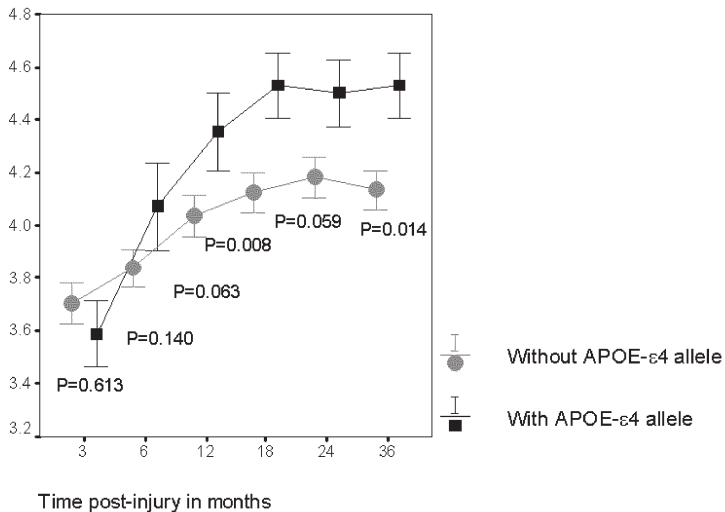 4.8
4.6
4.4
4.2
4.0
3.8
3.6
3.4
3.2
P=0.613
P=0.140
P=0.063
P=0.008
P=0.059
P=0.014
3 6 12 18 24 36
Without APOE-ε4 allele
With APOE-ε4 allele
Time post-injury in months